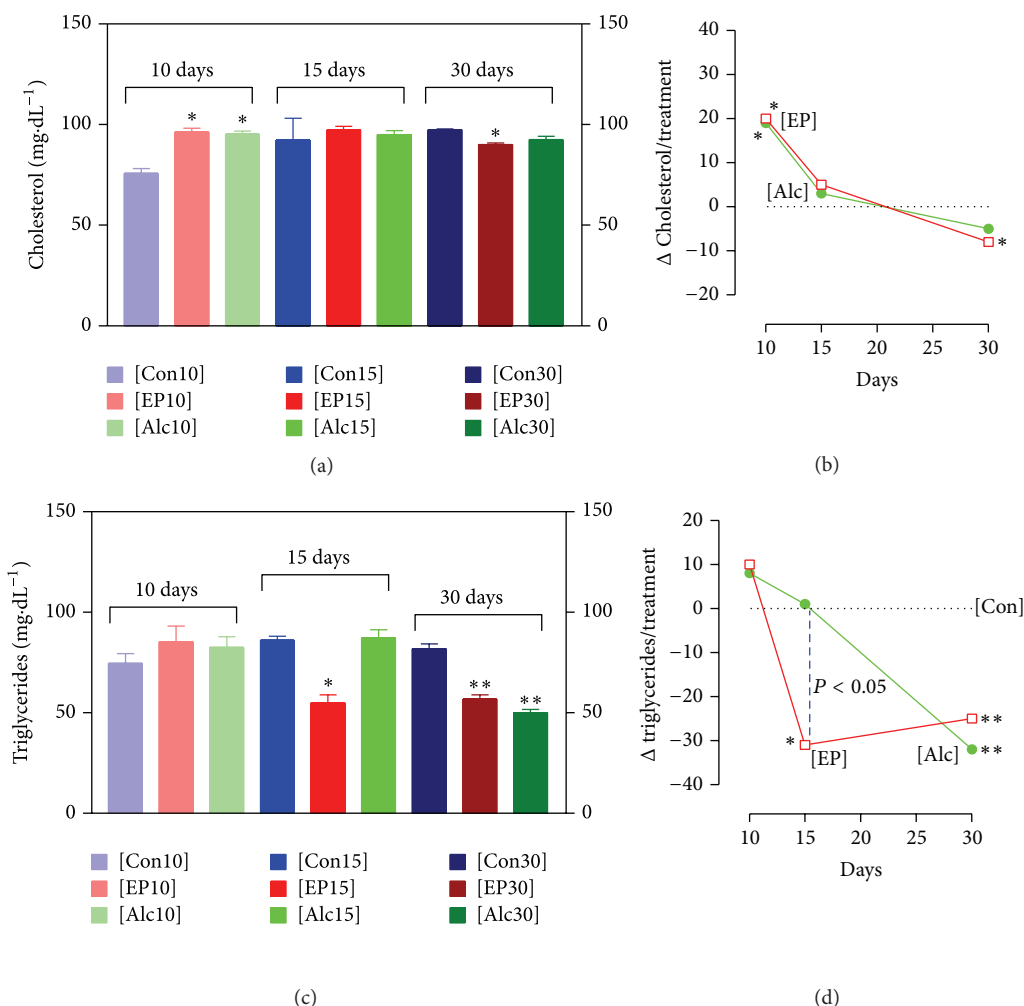 150
100
50
0
Cholesterol (mg·dL⁻¹)
10 days
15 days
30 days
*
*
*
150
100
50
0
[Con10]
[EP10]
[Alc10]
[Con15]
[EP15]
[Alc15]
[Con30]
[EP30]
[Alc30]
(a)
40
30
20
10
0
−10
−20
Δ Cholesterol/treatment
*
[EP]
*
[Alc]
*
10 15 20 25 30
Days
(b)
150
100
50
0
Triglycerides (mg·dL⁻¹)
10 days
15 days
30 days
*
**
**
150
100
50
0
[Con10]
[EP10]
[Alc10]
[Con15]
[EP15]
[Alc15]
[Con30]
[EP30]
[Alc30]
(c)
20
10
0
−10
−20
−30
−40
Δ triglycerides/treatment
[Con]
P < 0.05
*
[EP]
[Alc]
**
**
10 15 20 25 30
Days
(d)